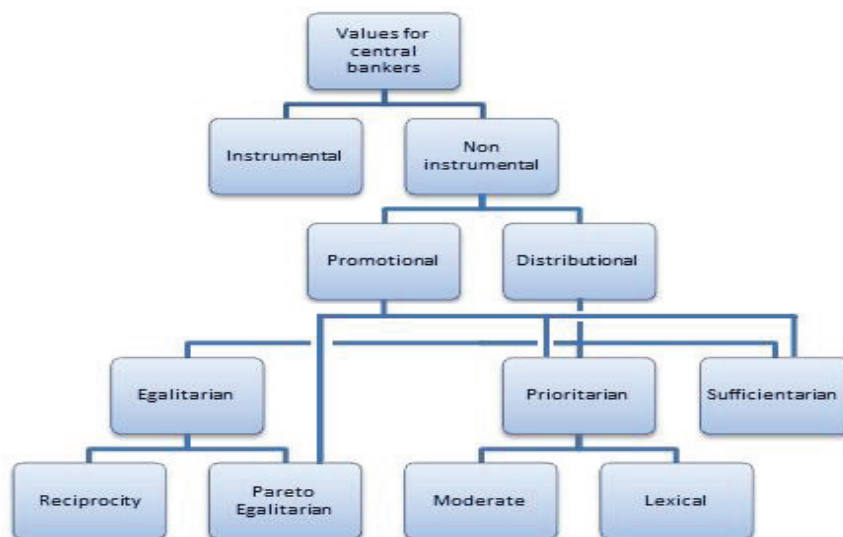 Values for
central
bankers
Instrumental
Non
instrumental
Promotional
Distributional
Egalitarian
Prioritarian
Sufficientarian
Reciprocity
Pareto
Egalitarian
Moderate
Lexical